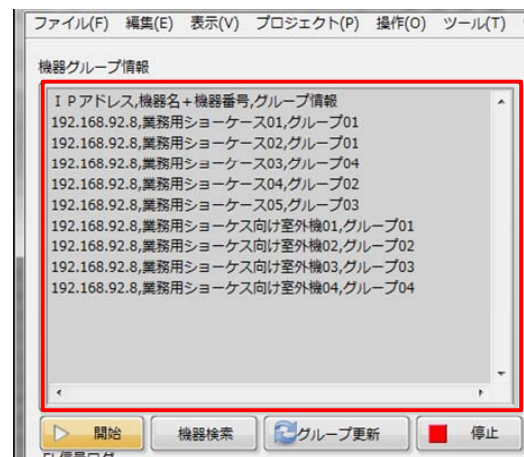 ファイル(F) 編集(E) 表示(V) プロジェクト(P) 操作(O) ツール(T)
機器グループ情報
ＩＰアドレス,機器名+機器番号,グループ情報
192.168.92.8,業務用ショーケース01,グループ01
192.168.92.8,業務用ショーケース02,グループ01
192.168.92.8,業務用ショーケース03,グループ04
192.168.92.8,業務用ショーケース04,グループ02
192.168.92.8,業務用ショーケース05,グループ03
192.168.92.8,業務用ショーケス向け室外機01,グループ01
192.168.92.8,業務用ショーケス向け室外機02,グループ02
192.168.92.8,業務用ショーケス向け室外機03,グループ03
192.168.92.8,業務用ショーケス向け室外機04,グループ04
開始 機器検索 グループ更新 停止